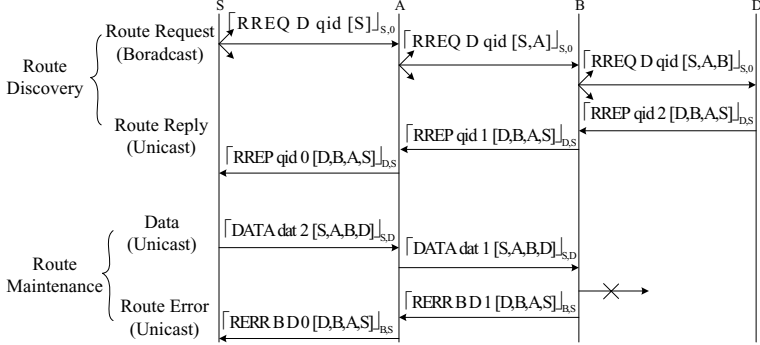 S A B D
Route Request
(Boradcast)
⌈RREQ D qid [S]⌋S,0
⌈RREQ D qid [S,A]⌋S,0
⌈RREQ D qid [S,A,B]⌋S,0
Route
Discovery
Route Reply
(Unicast)
⌈RREP qid 2 [D,B,A,S]⌋D,S
⌈RREP qid 1 [D,B,A,S]⌋D,S
⌈RREP qid 0 [D,B,A,S]⌋D,S
Data
(Unicast)
⌈DATA dat 2 [S,A,B,D]⌋S,D
⌈DATA dat 1 [S,A,B,D]⌋S,D
Route
Maintenance
Route Error
(Unicast)
⌈RERR B D 1 [D,B,A,S]⌋B,S
⌈RERR B D 0 [D,B,A,S]⌋B,S